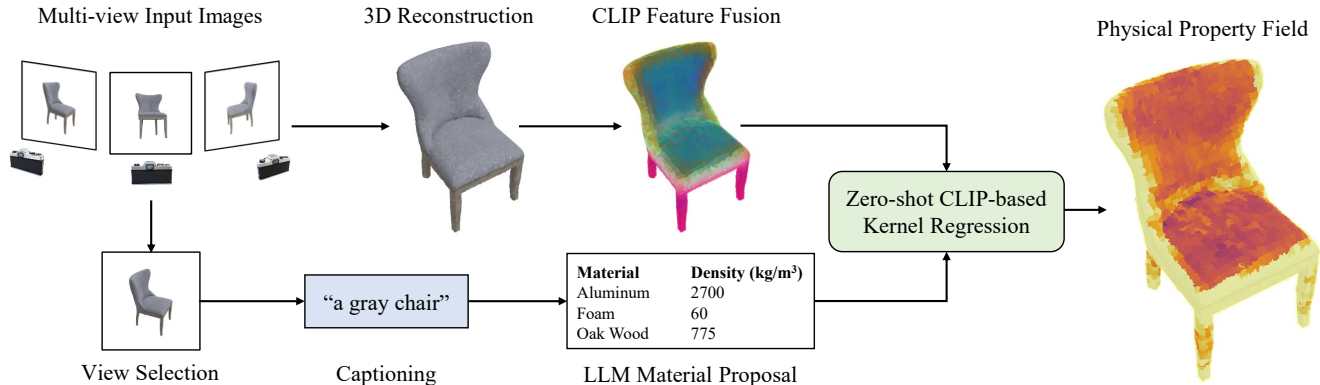 Multi-view Input Images
3D Reconstruction
CLIP Feature Fusion
Physical Property Field
Zero-shot CLIP-based
Kernel Regression
Material Density (kg/m³)
Aluminum 2700
Foam 60
Oak Wood 775
“a gray chair”
View Selection
Captioning
LLM Material Proposal